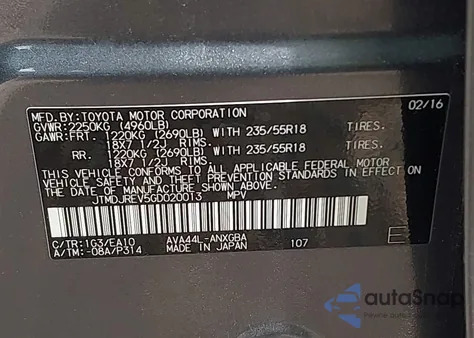 MFD.BY:TOYOTA MOTOR CORPORATION 02/16
GVWR:2250KG (4960LB)
GAWR:FRT. 1220KG (2690LB) WITH 235/55R18 TIRES.
18X7 1/2J RIMS.
RR. 1220KG (2690LB) WITH 235/55R18 TIRES.
18X7 1/2J RIMS.
THIS VEHICLE CONFORMS TO ALL APPLICABLE FEDERAL MOTOR
VEHICLE SAFETY AND BUMPER STANDARDS IN EFFECT ON THE
DATE OF MANUFACTURE SHOWN ABOVE.
JTMDJREV5GD020013 MPV
C/TR:1G3/EA10 AVA44L-ANXGBA
A/TM:-08A/P314 MADE IN JAPAN 107 E
autoSnap